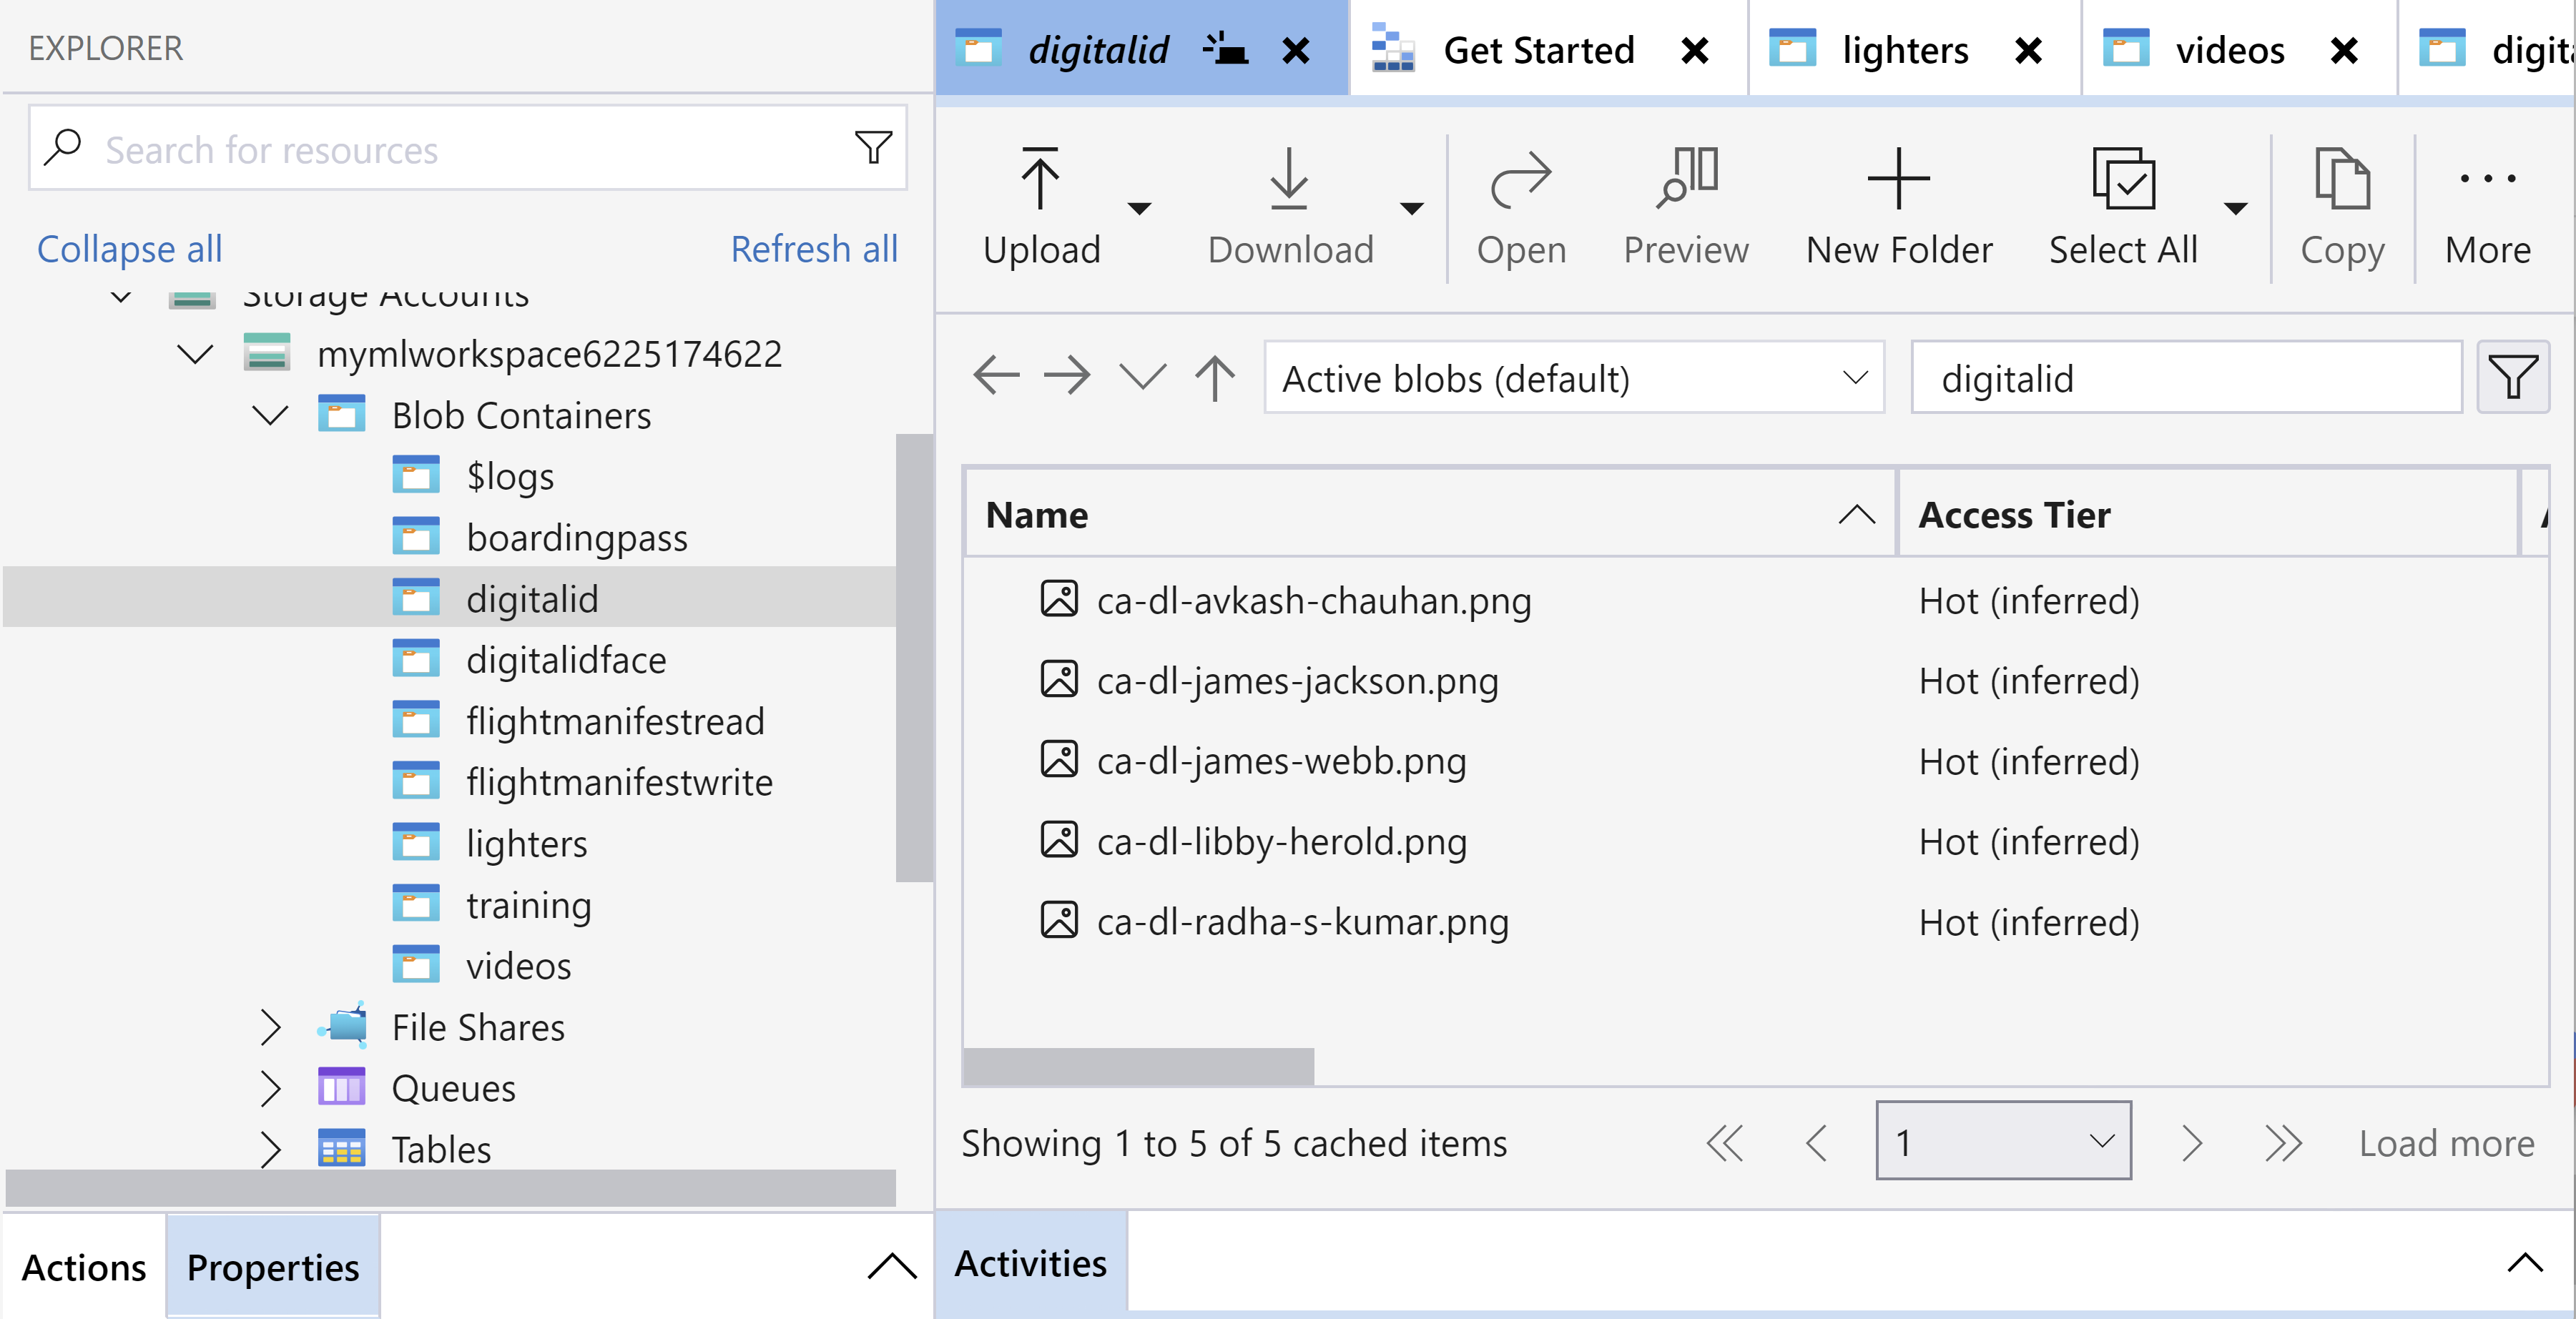 EXPLORER
Search for resources
Collapse all Refresh all
Storage Accounts
mymlworkspace6225174622
Blob Containers
$logs
boardingpass
digitalid
digitalidface
flightmanifestread
flightmanifestwrite
lighters
training
videos
File Shares
Queues
Tables
Actions Properties
digitalid Get Started lighters videos
Upload Download Open Preview New Folder Select All Copy More
Active blobs (default) digitalid
Name Access Tier
ca-dl-avkash-chauhan.png Hot (inferred)
ca-dl-james-jackson.png Hot (inferred)
ca-dl-james-webb.png Hot (inferred)
ca-dl-libby-herold.png Hot (inferred)
ca-dl-radha-s-kumar.png Hot (inferred)
Showing 1 to 5 of 5 cached items 1 Load more
Activities